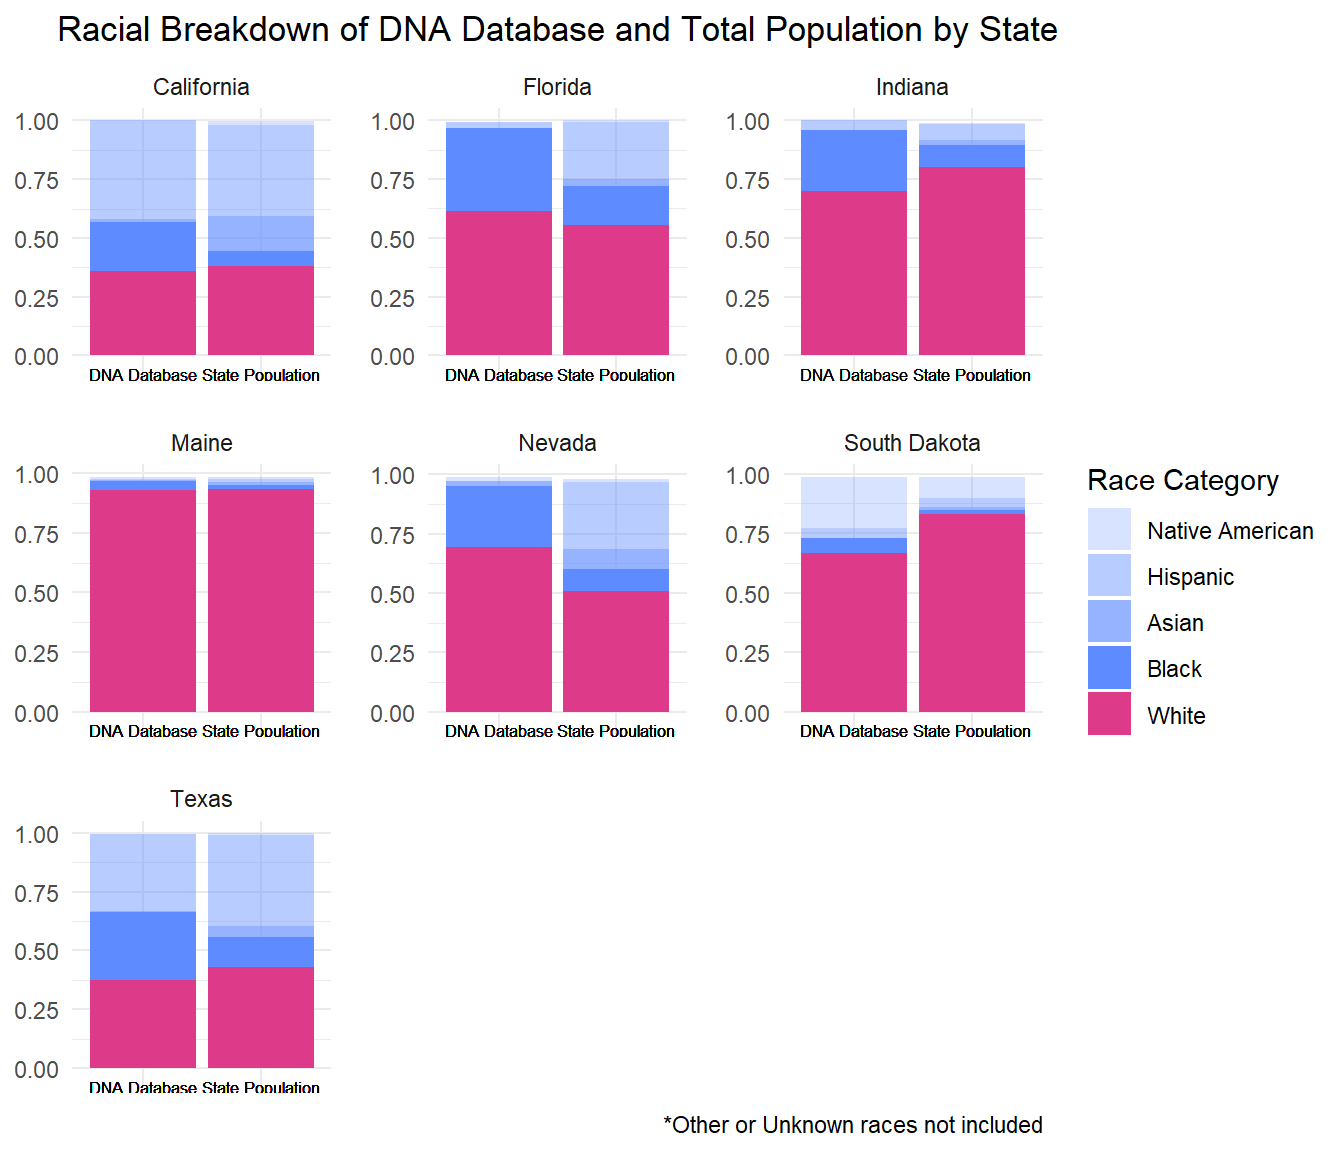 Racial Breakdown of DNA Database and Total Population by State
California Florida Indiana
1.00 1.00 1.00
0.75 0.75 0.75
0.50 0.50 0.50
0.25 0.25 0.25
0.00 0.00 0.00
DNA Database State Population DNA Database State Population DNA Database State Population
Maine Nevada South Dakota
1.00 1.00 1.00
0.75 0.75 0.75
0.50 0.50 0.50
0.25 0.25 0.25
0.00 0.00 0.00
DNA Database State Population DNA Database State Population DNA Database State Population
Race Category
Native American
Hispanic
Asian
Black
White
Texas
1.00
0.75
0.50
0.25
0.00
DNA Database State Population
*Other or Unknown races not included